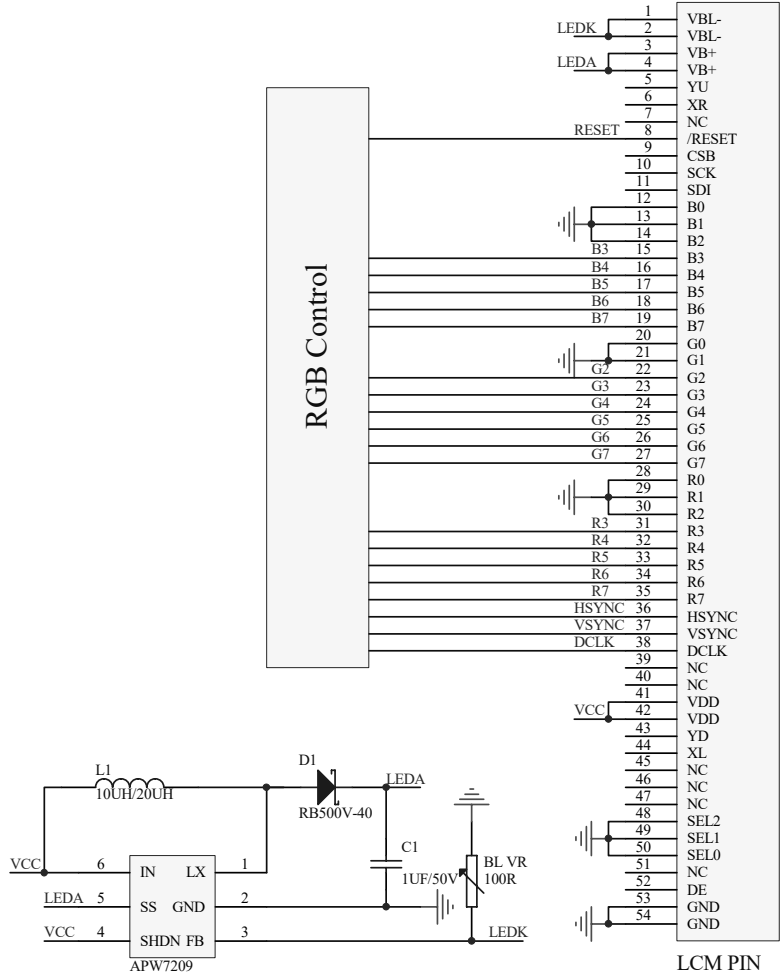 1 VBL-
LEDK 2 VBL-
3 VB+
LEDA 4 VB+
5 YU
6 XR
7 NC
RESET 8 /RESET
9 CSB
10 SCK
11 SDI
12 B0
13 B1
14 B2
B3 15 B3
B4 16 B4
B5 17 B5
B6 18 B6
B7 19 B7
20 G0
21 G1
G2 22 G2
G3 23 G3
G4 24 G4
G5 25 G5
G6 26 G6
G7 27 G7
28 R0
29 R1
30 R2
R3 31 R3
R4 32 R4
R5 33 R5
R6 34 R6
R7 35 R7
HSYNC 36 HSYNC
VSYNC 37 VSYNC
DCLK 38 DCLK
39 NC
40 NC
41 VDD
VCC 42 VDD
43 YD
44 XL
45 NC
46 NC
47 NC
48 SEL2
49 SEL1
50 SEL0
51 NC
52 DE
53 GND
54 GND
LCM PIN
RGB Control
L1
10UH/20UH
D1
RB500V-40
LEDA
C1
1UF/50V
BL VR
100R
VCC 6 IN LX 1
LEDA 5 SS GND 2
VCC 4 SHDN FB 3 LEDK
APW7209